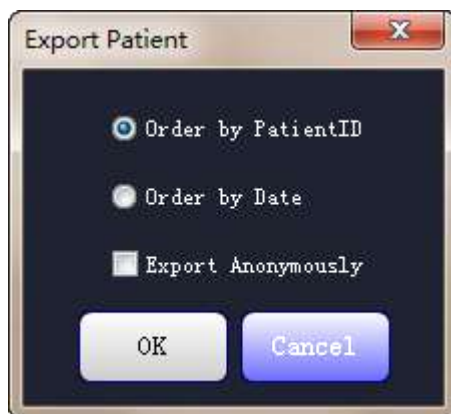 Export Patient
Order by PatientID
Order by Date
Export Anonymously
OK Cancel